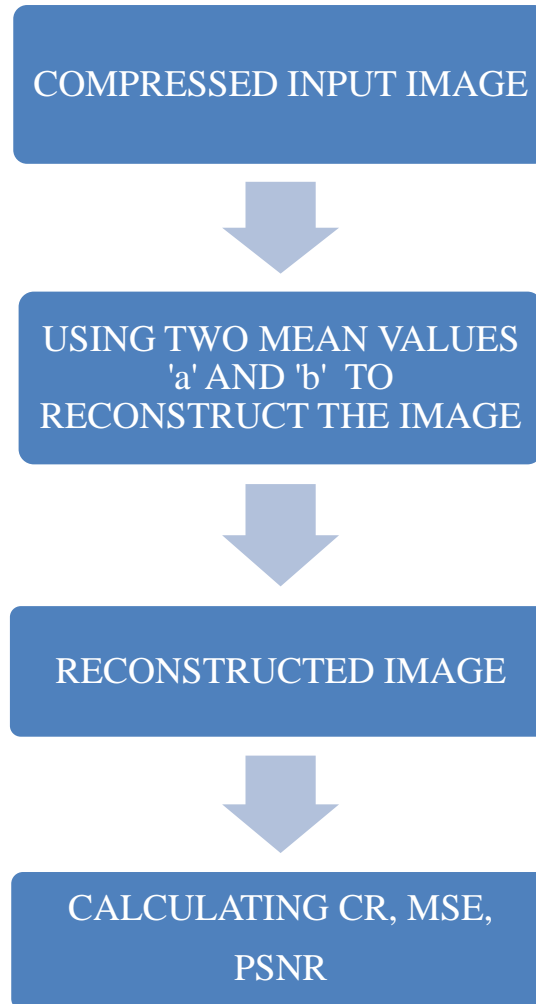 COMPRESSED INPUT IMAGE
USING TWO MEAN VALUES
'a' AND 'b' TO
RECONSTRUCT THE IMAGE
RECONSTRUCTED IMAGE
CALCULATING CR, MSE,
PSNR